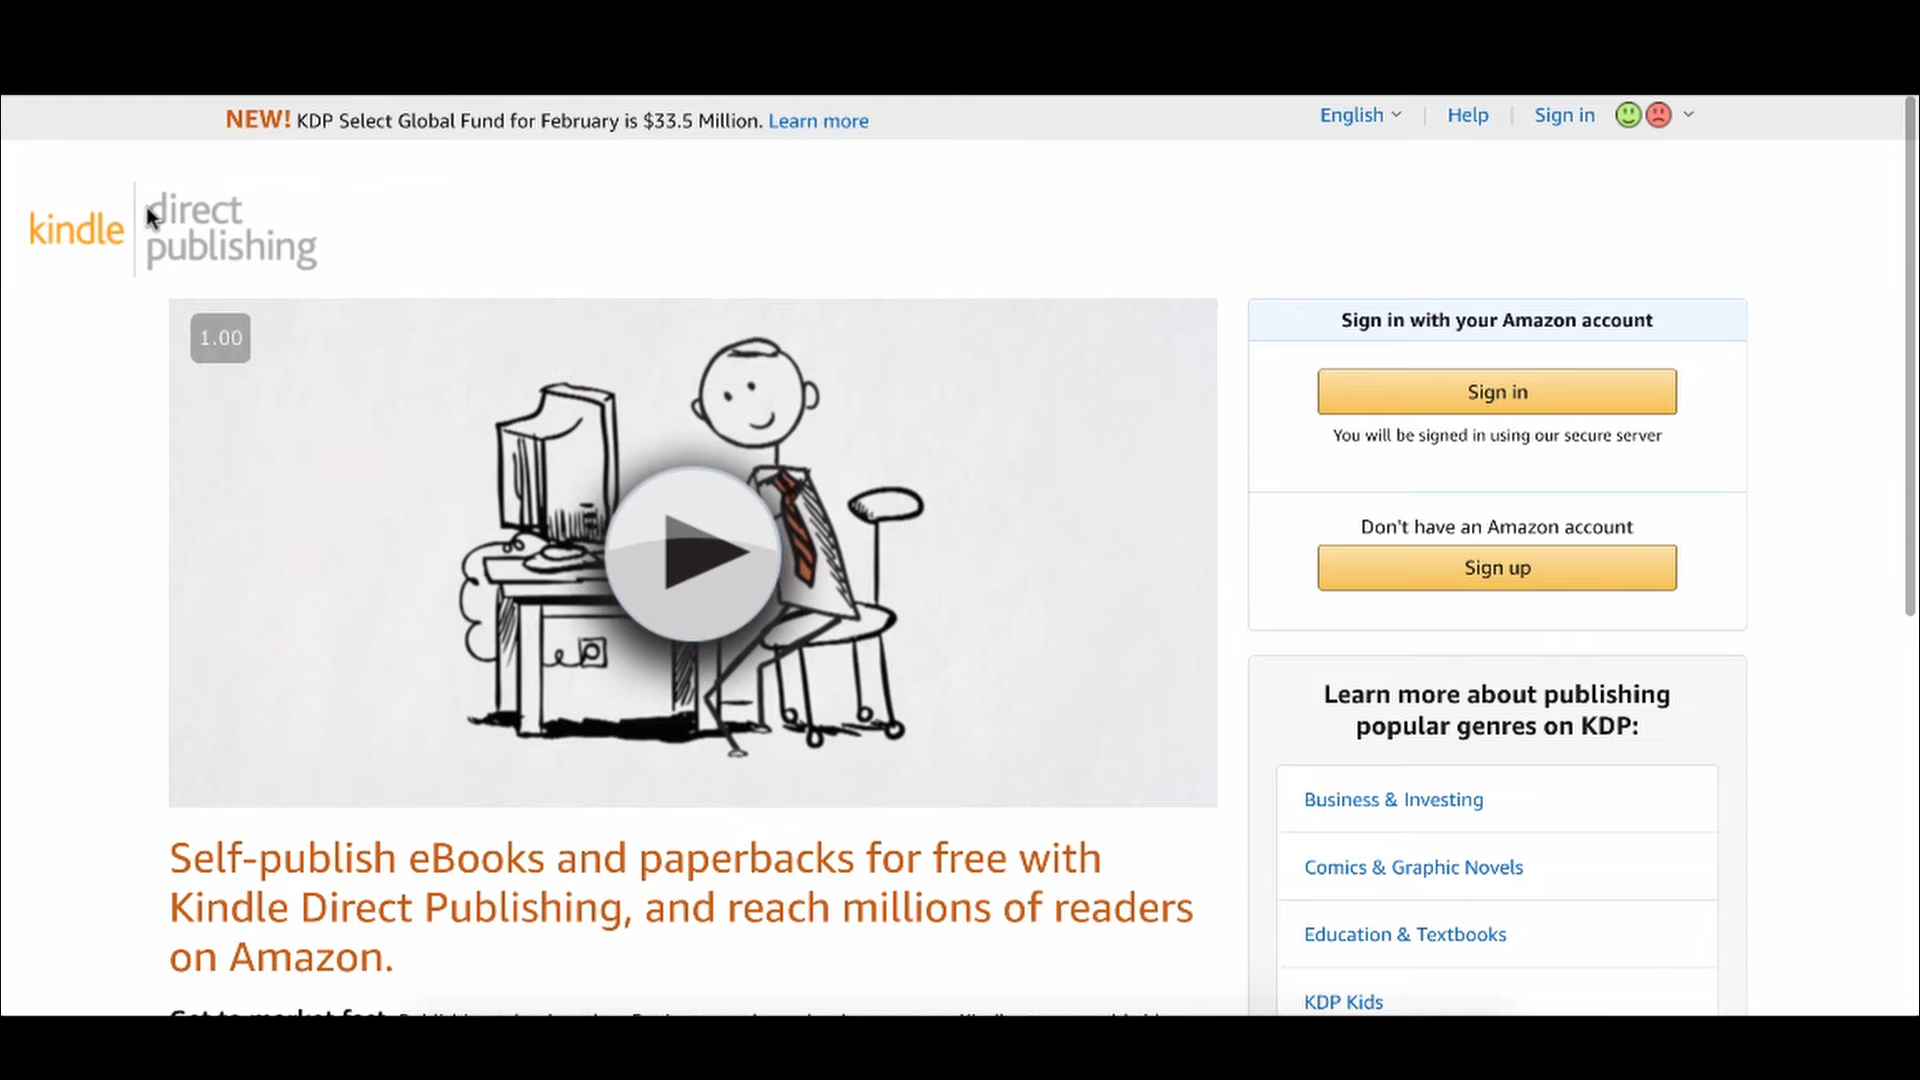 NEW! KDP Select Global Fund for February is $33.5 Million. Learn more
English | Help | Sign in
kindle
direct
publishing
1.00
Sign in with your Amazon account
Sign in
You will be signed in using our secure server
Don't have an Amazon account
Sign up
Learn more about publishing
popular genres on KDP:
Business & Investing
Comics & Graphic Novels
Education & Textbooks
KDP Kids
Self-publish eBooks and paperbacks for free with
Kindle Direct Publishing, and reach millions of readers
on Amazon.
Get to market fast.